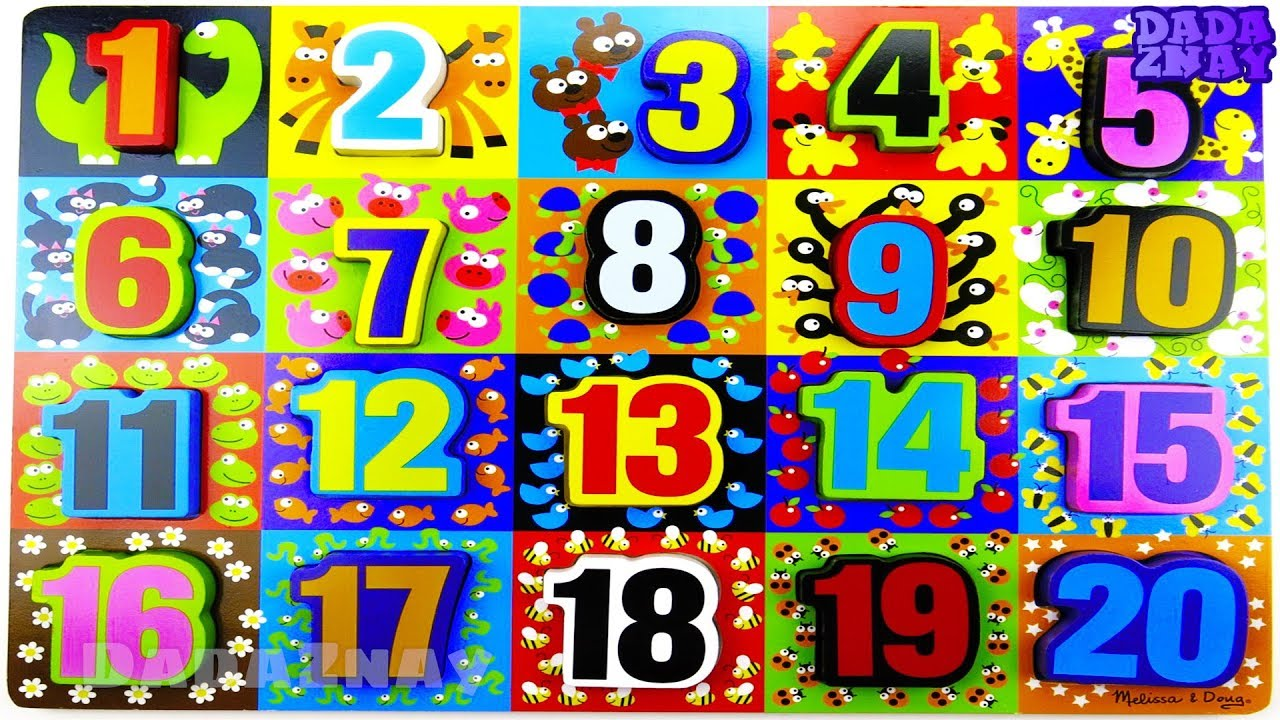 DADA
ZNAY
1 2 3 4 5
6 7 8 9 10
11 12 13 14 15
16 17 18 19 20
DADAZNAY
Melissa & Doug.